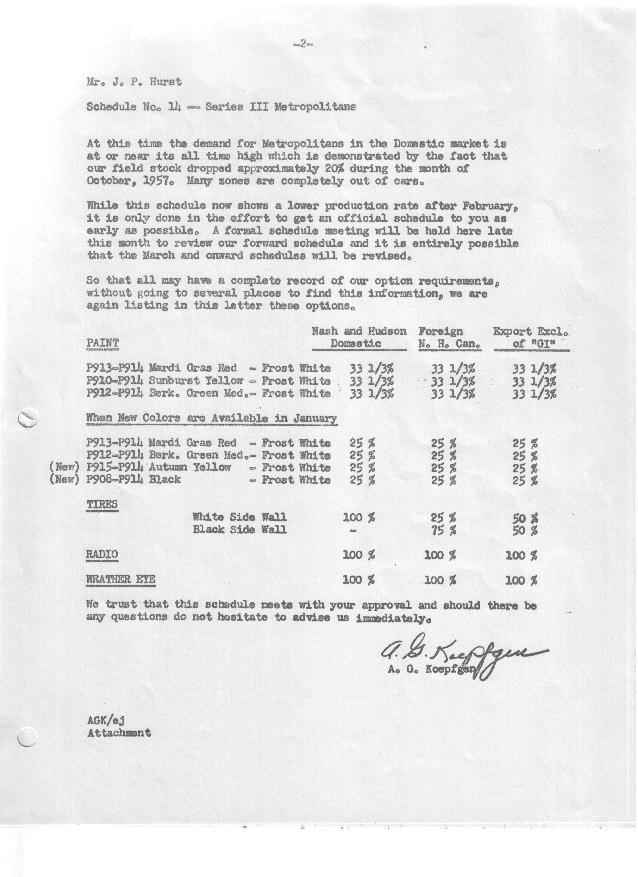 -2-
Mr. J. P. Hurst
Schedule No. 14 -- Series III Metropolitans
At this time the demand for Metropolitans in the Domestic market is
at or near its all time high which is demonstrated by the fact that
our field stock dropped approximately 20% during the month of
October, 1957. Many zones are completely out of cars.
While this schedule now shows a lower production rate after February,
it is only done in the effort to get an official schedule to you as
early as possible. A formal schedule meeting will be held here late
this month to review our forward schedule and it is entirely possible
that the March and onward schedules will be revised.
So that all may have a complete record of our option requirements,
without going to several places to find this information, we are
again listing in this letter these options.
Nash and Hudson Foreign Export Excl.
PAINT Domestic N. H. Can. of "GI"
P913-P914 Mardi Gras Red - Frost White 33 1/3% 33 1/3% 33 1/3%
P910-P914 Sunburst Yellow - Frost White 33 1/3% 33 1/3% 33 1/3%
P912-P914 Berk. Green Med.- Frost White 33 1/3% 33 1/3% 33 1/3%
When New Colors are Available in January
P913-P914 Mardi Gras Red - Frost White 25 % 25 % 25 %
P912-P914 Berk. Green Med.- Frost White 25 % 25 % 25 %
(New) P915-P914 Autumn Yellow - Frost White 25 % 25 % 25 %
(New) P908-P914 Black - Frost White 25 % 25 % 25 %
TIRES
White Side Wall 100 % 25 % 50 %
Black Side Wall - 75 % 50 %
RADIO 100 % 100 % 100 %
WEATHER EYE 100 % 100 % 100 %
We trust that this schedule meets with your approval and should there be
any questions do not hesitate to advise us immediately.
A. G. Koepfgen
A. G. Koepfgen
AGK/ej
Attachment